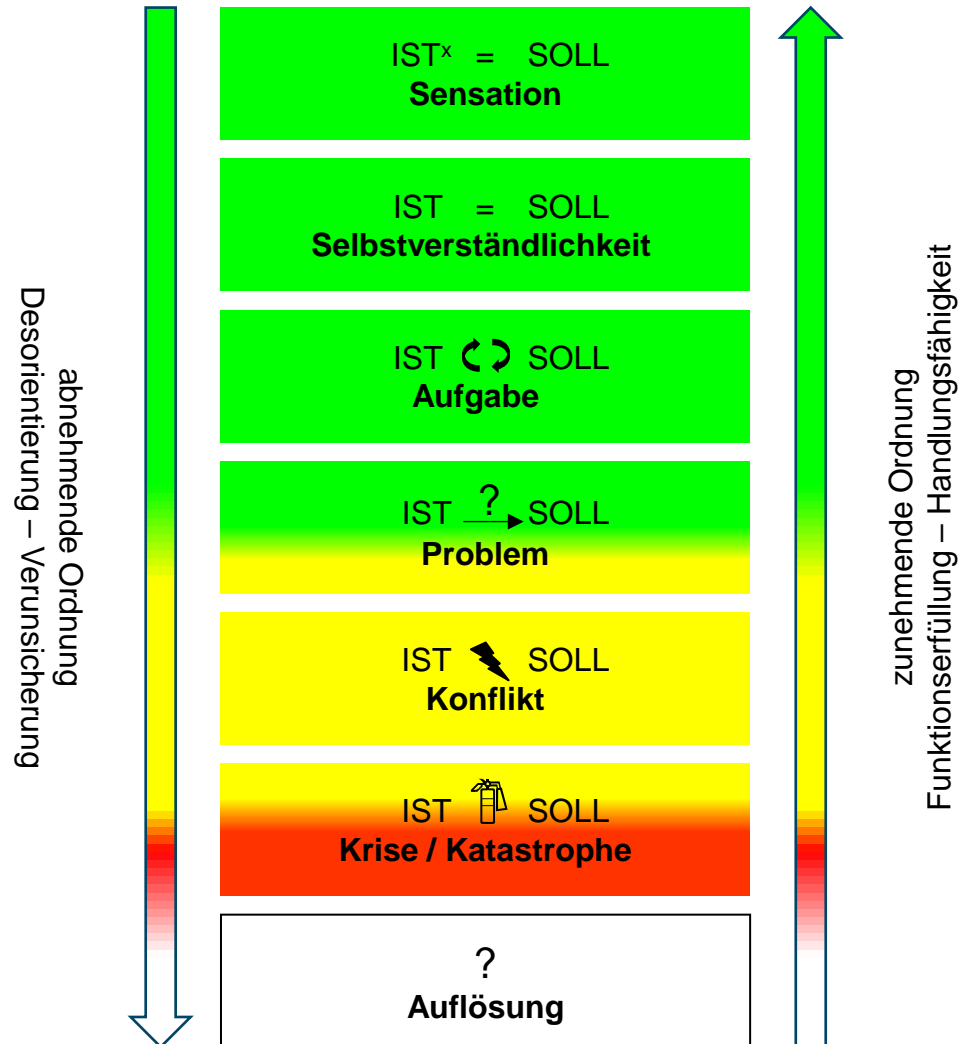 ISTˣ = SOLL
Sensation
IST = SOLL
Selbstverständlichkeit
IST SOLL
Aufgabe
?
IST SOLL
Problem
IST SOLL
Konflikt
IST SOLL
Krise / Katastrophe
?
Auflösung
abnehmende Ordnung
Desorientierung – Verunsicherung
zunehmende Ordnung
Funktionserfüllung – Handlungsfähigkeit